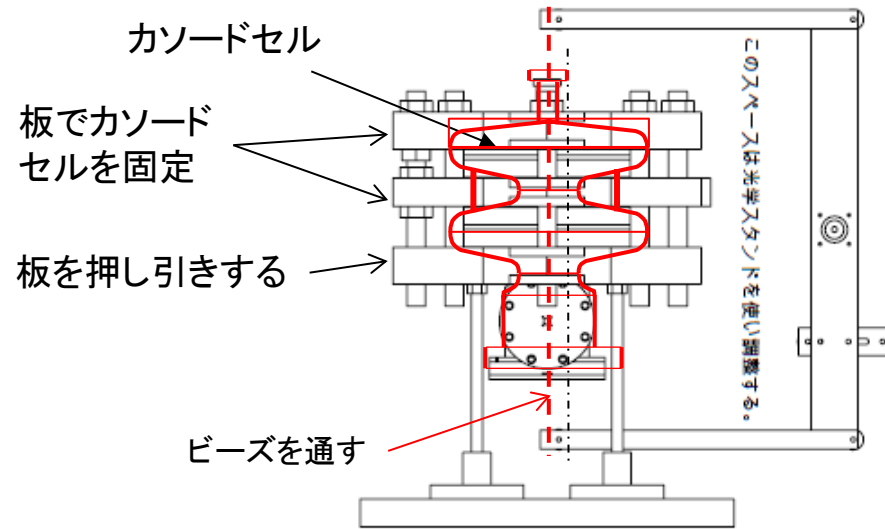 カソードセル
板でカソード
セルを固定
板を押し引きする
ビーズを通す
このスペースは光学スタンドを使い調整する。